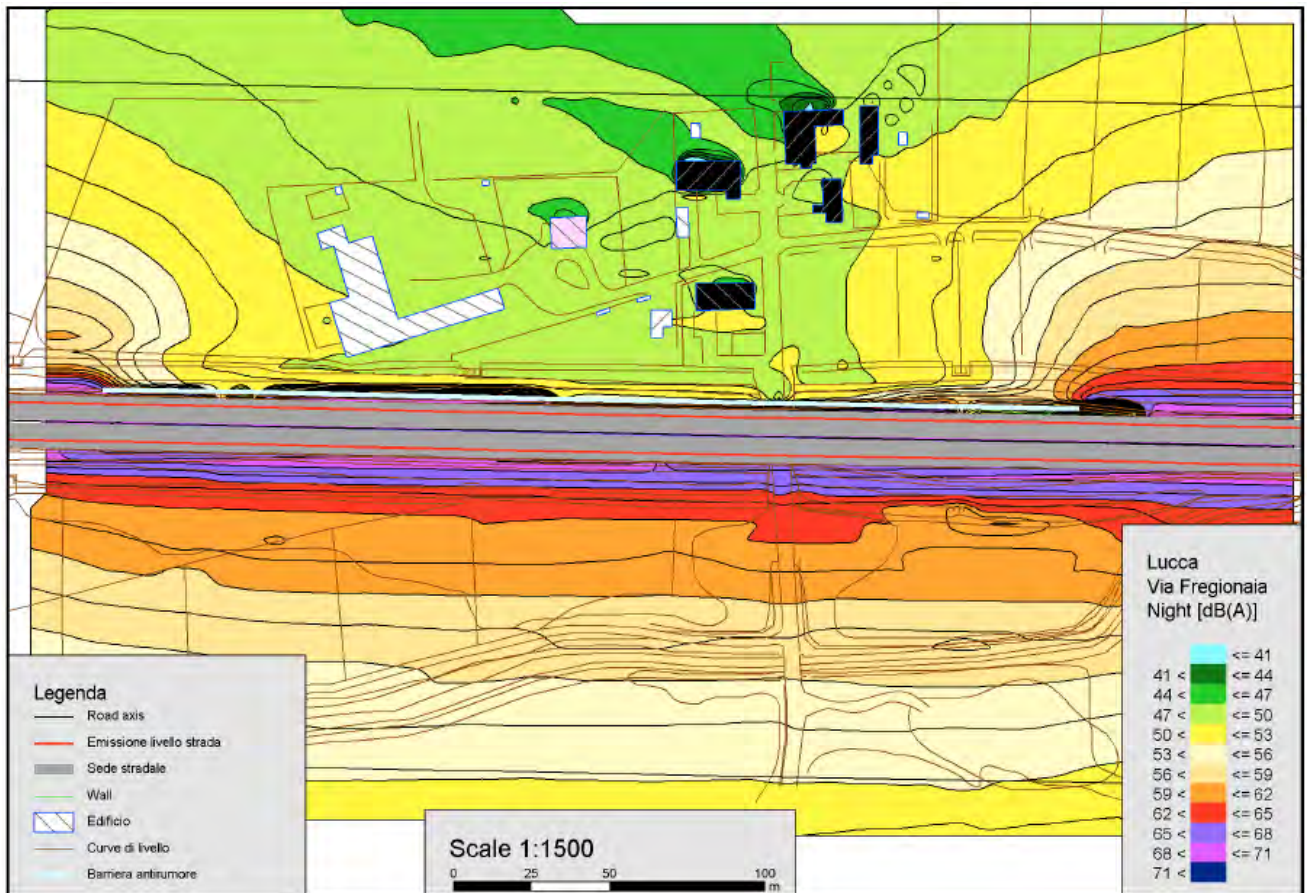 Lucca
Via Fregionaia
Night [dB(A)]
<= 41
41 < <= 44
44 < <= 47
47 < <= 50
50 < <= 53
53 < <= 56
56 < <= 59
59 < <= 62
62 < <= 65
65 < <= 68
68 < <= 71
71 <
Legenda
Road axis
Emissione livello strada
Sede stradale
Wall
Edificio
Curve di livello
Barriera antirumore
Scale 1:1500
0 25 50 100
m